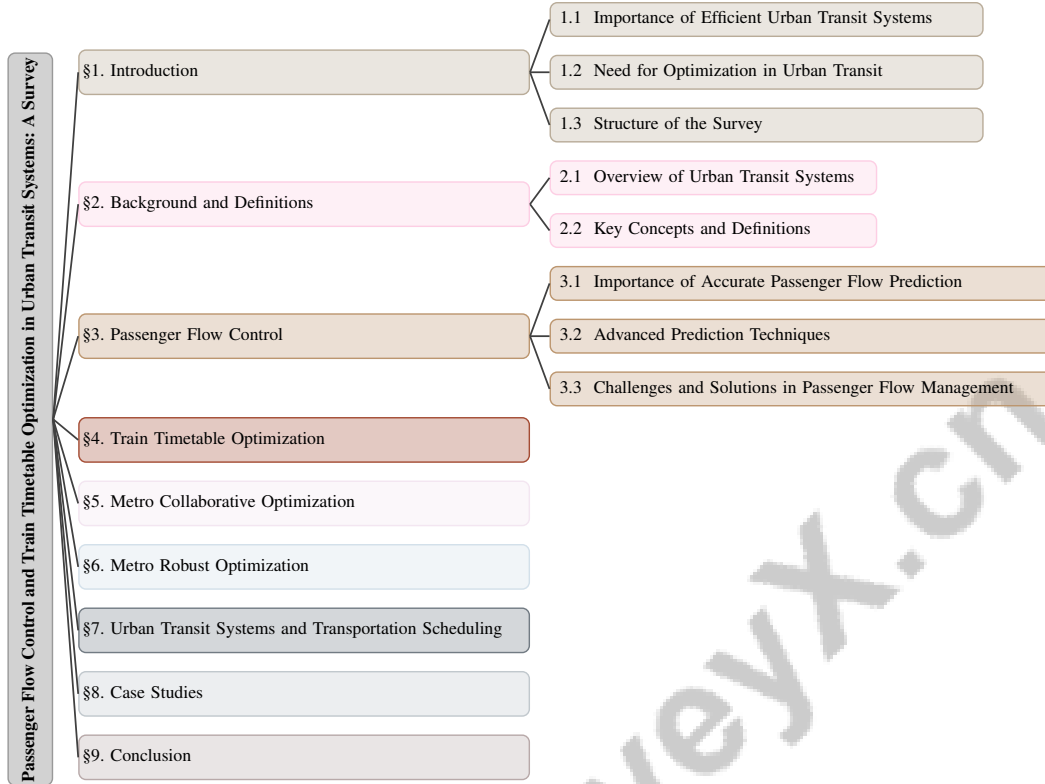 Passenger Flow Control and Train Timetable Optimization in Urban Transit Systems: A Survey
§1. Introduction
1.1 Importance of Efficient Urban Transit Systems
1.2 Need for Optimization in Urban Transit
1.3 Structure of the Survey
§2. Background and Definitions
2.1 Overview of Urban Transit Systems
2.2 Key Concepts and Definitions
§3. Passenger Flow Control
3.1 Importance of Accurate Passenger Flow Prediction
3.2 Advanced Prediction Techniques
3.3 Challenges and Solutions in Passenger Flow Management
§4. Train Timetable Optimization
§5. Metro Collaborative Optimization
§6. Metro Robust Optimization
§7. Urban Transit Systems and Transportation Scheduling
§8. Case Studies
§9. Conclusion
veyX.cn